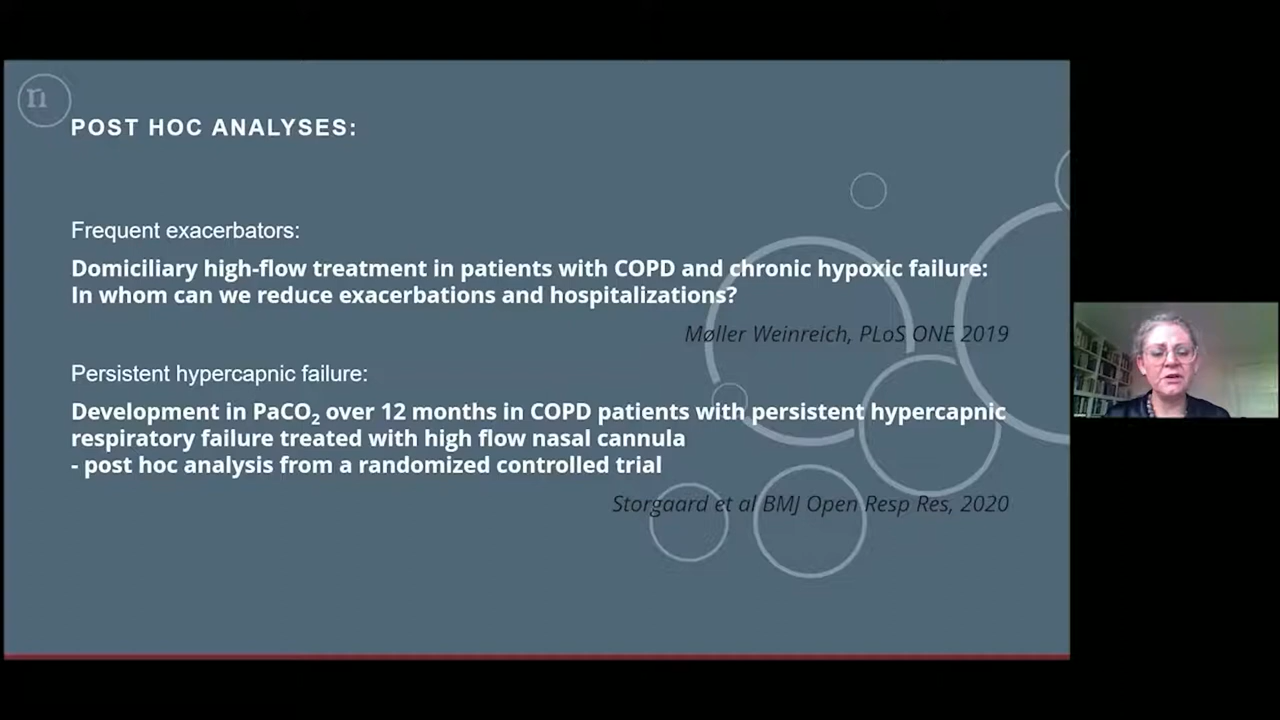 n
POST HOC ANALYSES:
Frequent exacerbators:
Domiciliary high-flow treatment in patients with COPD and chronic hypoxic failure:
In whom can we reduce exacerbations and hospitalizations?
Møller Weinreich, PLoS ONE 2019
Persistent hypercapnic failure:
Development in PaCO₂ over 12 months in COPD patients with persistent hypercapnic
respiratory failure treated with high flow nasal cannula
- post hoc analysis from a randomized controlled trial
Storgaard et al BMJ Open Resp Res, 2020